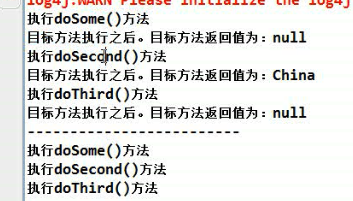 log4j:WARN Please initialize the log4j
执行doSome()方法
目标方法执行之后。目标方法返回值为：null
执行doSecond()方法
目标方法执行之后。目标方法返回值为：China
执行doThird()方法
目标方法执行之后。目标方法返回值为：null
-------------------------
执行doSome()方法
执行doSecond()方法
执行doThird()方法